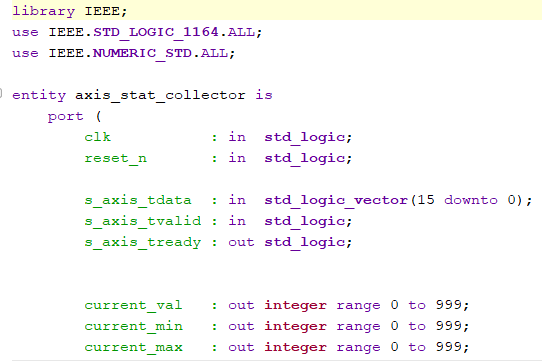 library IEEE;
use IEEE.STD_LOGIC_1164.ALL;
use IEEE.NUMERIC_STD.ALL;
entity axis_stat_collector is
port (
clk : in std_logic;
reset_n : in std_logic;
s_axis_tdata : in std_logic_vector(15 downto 0);
s_axis_tvalid : in std_logic;
s_axis_tready : out std_logic;
current_val : out integer range 0 to 999;
current_min : out integer range 0 to 999;
current_max : out integer range 0 to 999;